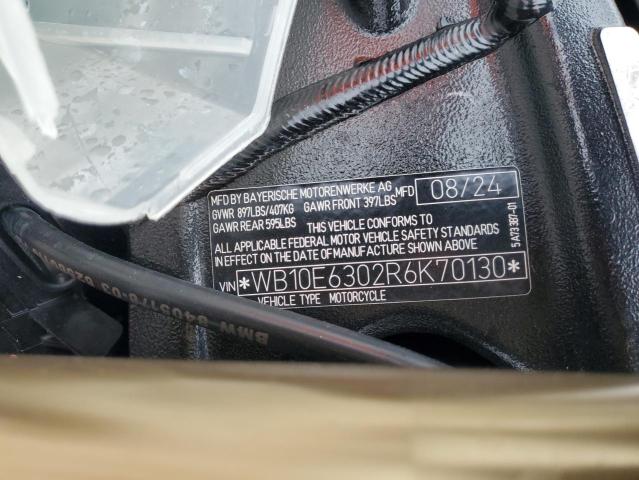 MFD BY BAYERISCHE MOTORENWERKE AG MFD 08/24
GVWR 897LBS/407KG GAWR FRONT 397LBS
GAWR REAR 595LBS
THIS VEHICLE CONFORMS TO
ALL APPLICABLE FEDERAL MOTOR VEHICLE SAFETY STANDARDS
IN EFFECT ON THE DATE OF MANUFACTURE SHOWN ABOVE
VIN *WB10E6302R6K70130*
VEHICLE TYPE MOTORCYCLE
5A733B7-01
BMW